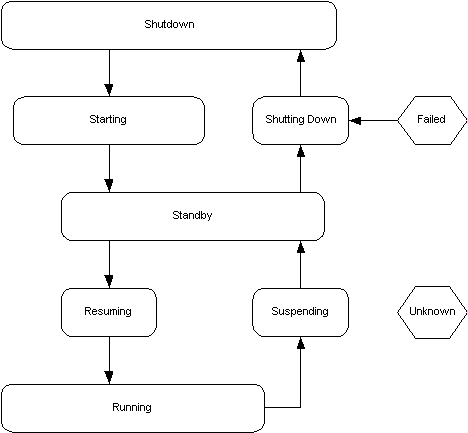 Shutdown
Starting
Shutting Down
Failed
Standby
Resuming
Suspending
Unknown
Running